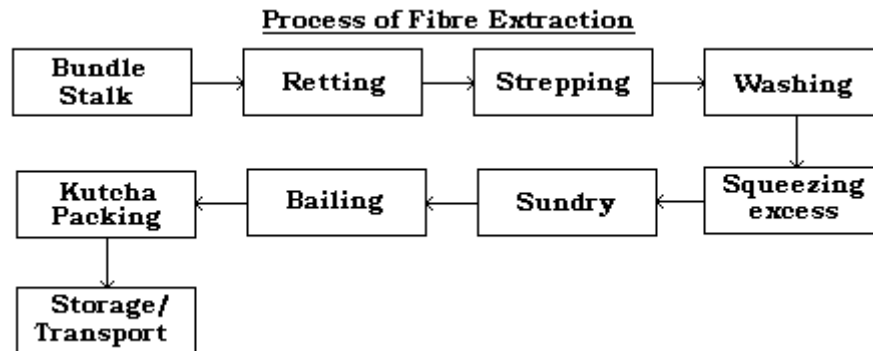 Process of Fibre Extraction
Bundle
Stalk
Retting
Strepping
Washing
Squeezing
excess
Sundry
Bailing
Kutcha
Packing
Storage/
Transport